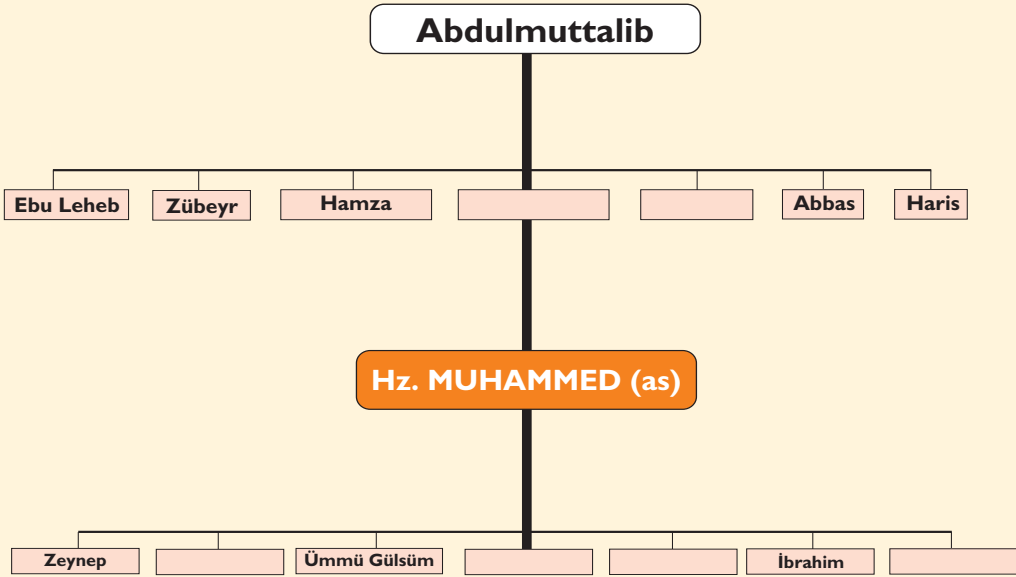 Abdulmuttalib
Ebu Leheb
Zübeyr
Hamza
Abbas
Haris
Hz. MUHAMMED (as)
Zeynep
Ümmü Gülsüm
İbrahim